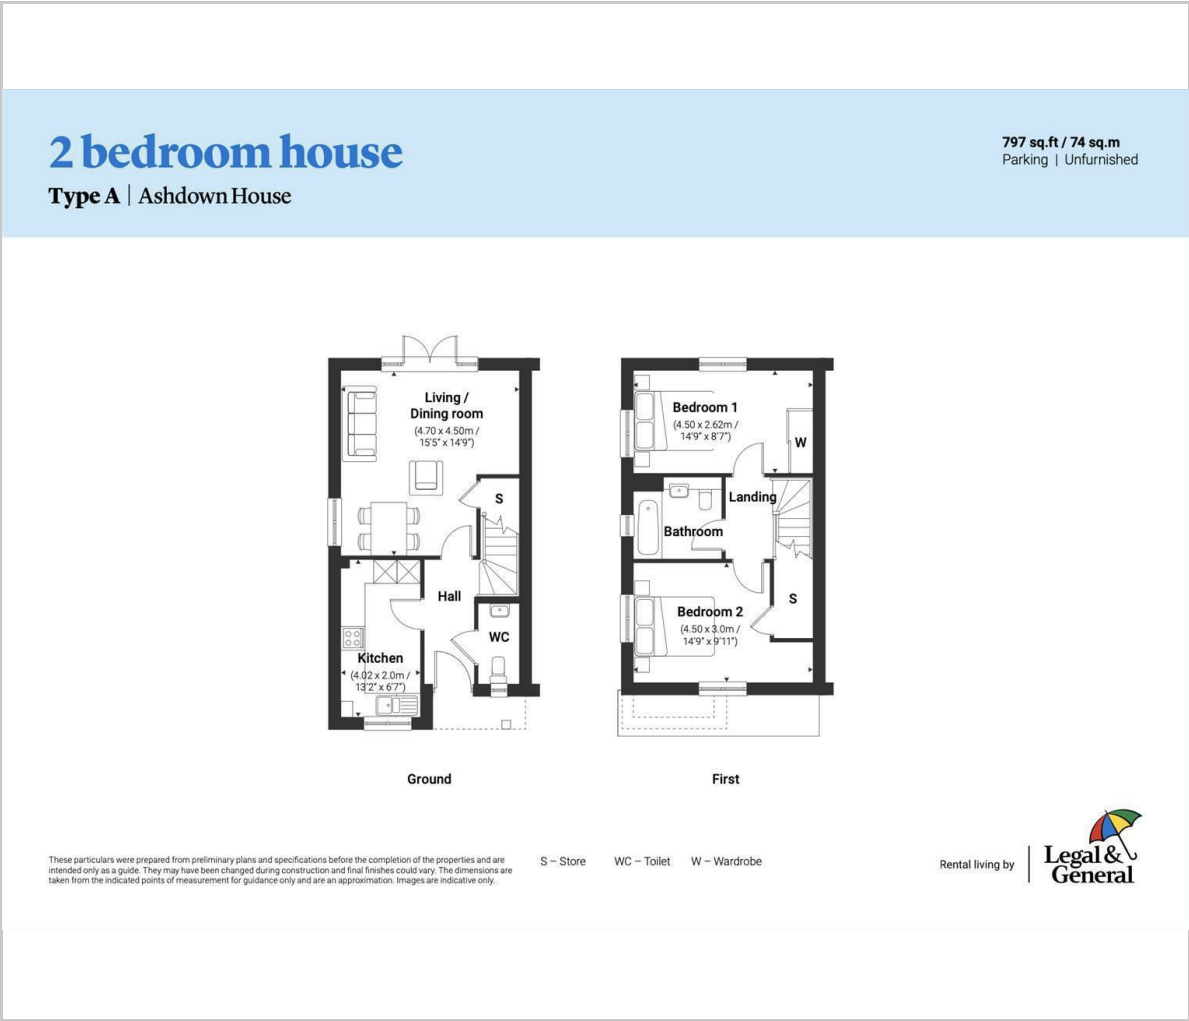 2 bedroom house
Type A | Ashdown House
797 sq.ft / 74 sq.m
Parking | Unfurnished
Living /
Dining room
(4.70 x 4.50m /
15'5" x 14'9")
S
Hall
WC
Kitchen
(4.02 x 2.0m /
13'2" x 6'7")
Ground
Bedroom 1
(4.50 x 2.62m /
14'9" x 8'7")
W
Landing
Bathroom
Bedroom 2
(4.50 x 3.0m /
14'9" x 9'11")
S
First
These particulars were prepared from preliminary plans and specifications before the completion of the properties and are
intended only as a guide. They may have been changed during construction and final finishes could vary. The dimensions are
taken from the indicated points of measurement for guidance only and are an approximation. Images are indicative only.
S – Store WC – Toilet W – Wardrobe
Rental living by
Legal &
General